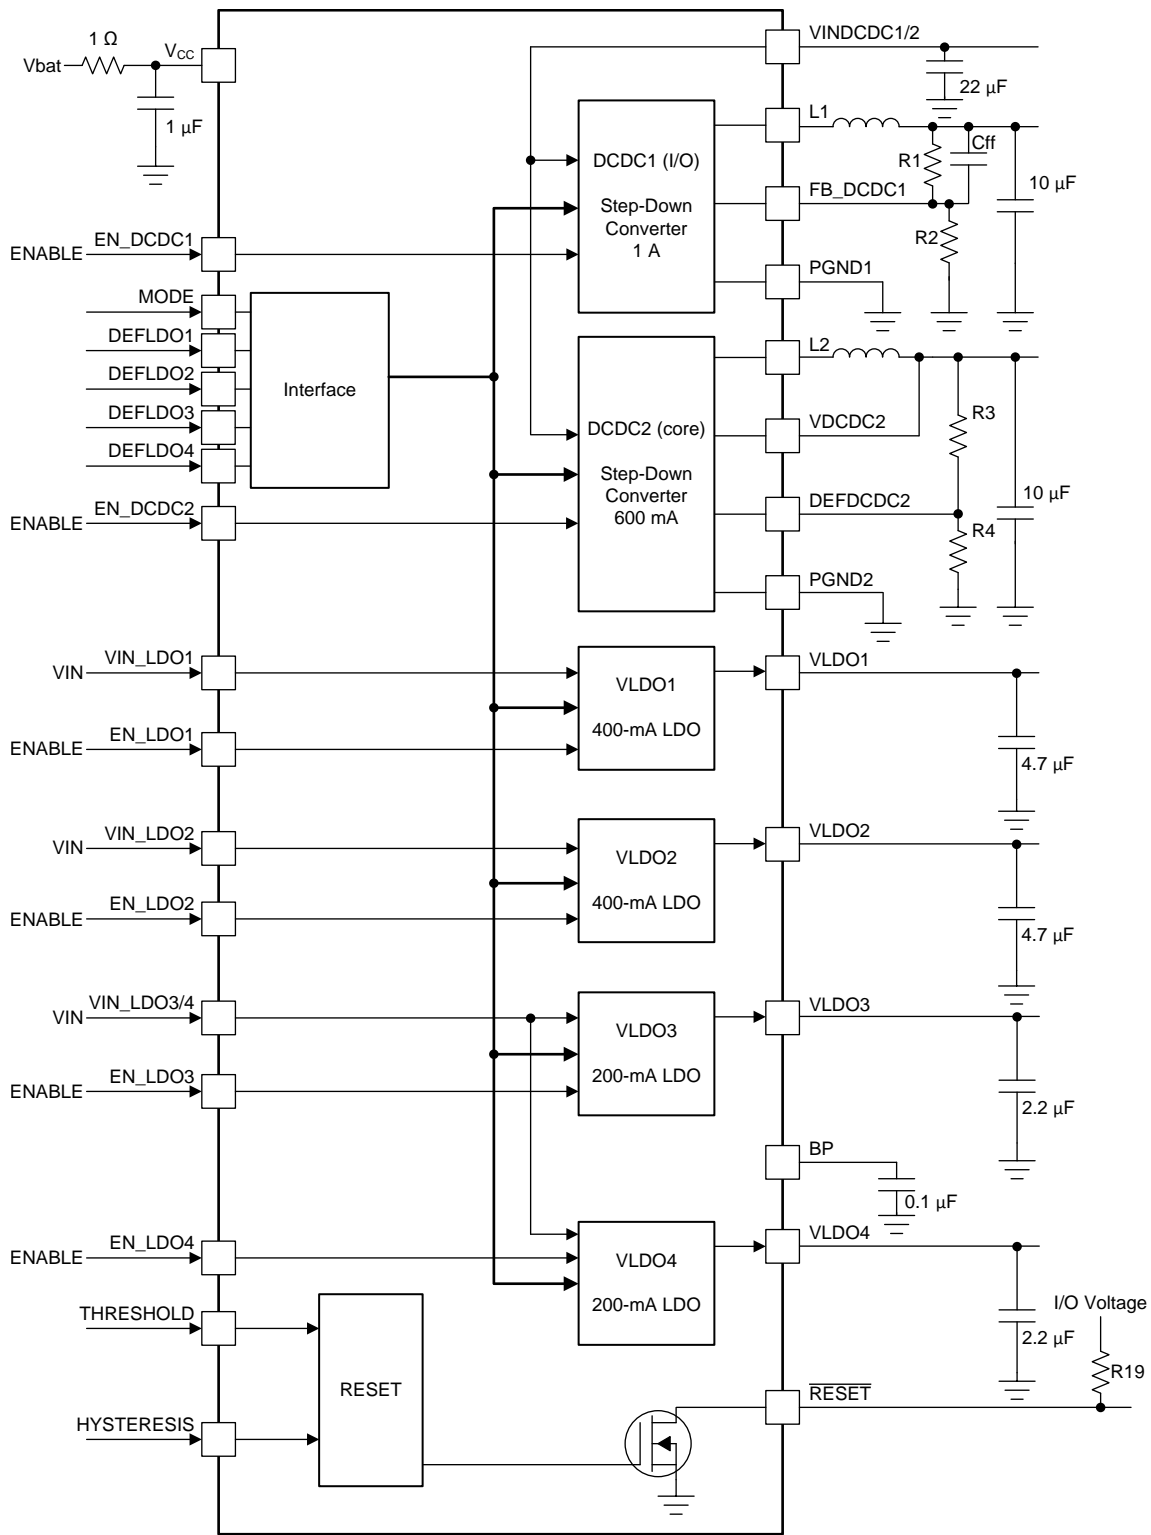 1 Ω
Vbat
VCC
1 µF
VINDCDC1/2
22 µF
L1
Cff
R1
10 µF
FB_DCDC1
R2
PGND1
DCDC1 (I/O)
Step-Down
Converter
1 A
ENABLE
EN_DCDC1
MODE
DEFLDO1
DEFLDO2
DEFLDO3
DEFLDO4
Interface
ENABLE
EN_DCDC2
DCDC2 (core)
Step-Down
Converter
600 mA
L2
R3
VDCDC2
10 µF
DEFDCDC2
R4
PGND2
VIN
VIN_LDO1
VLDO1
400-mA LDO
VLDO1
ENABLE
EN_LDO1
4.7 µF
VIN
VIN_LDO2
VLDO2
400-mA LDO
VLDO2
ENABLE
EN_LDO2
4.7 µF
VIN
VIN_LDO3/4
VLDO3
200-mA LDO
VLDO3
ENABLE
EN_LDO3
2.2 µF
BP
0.1 µF
ENABLE
EN_LDO4
VLDO4
200-mA LDO
VLDO4
2.2 µF
I/O Voltage
R19
THRESHOLD
RESET
HYSTERESIS
RESET